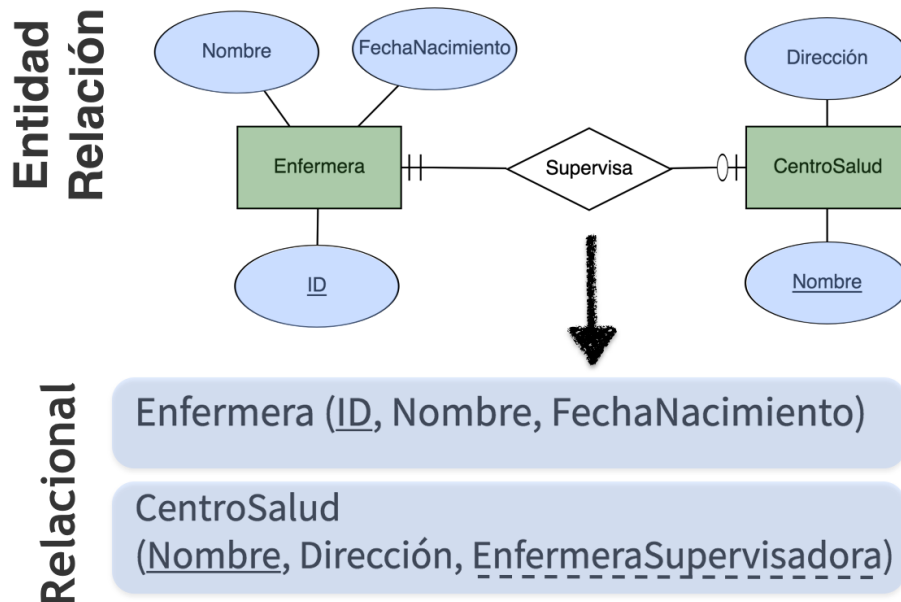 Entidad
Relación
Nombre
FechaNacimiento
Dirección
Enfermera
Supervisa
CentroSalud
ID
Nombre
Relacional
Enfermera (ID, Nombre, FechaNacimiento)
CentroSalud
(Nombre, Dirección, EnfermeraSupervisadora)